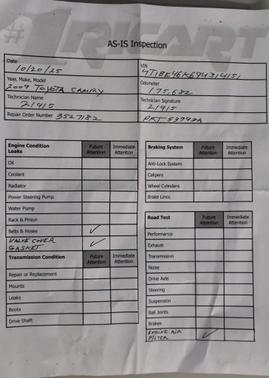 #1
AS-IS Inspection
Date
10/20/25
VIN
Year, Make, Model
2009 TOYOTA CAMRY
Odometer
175,682
Technician Name
21915
Technician Signature
21915
Repair Order Number 3527182
Engine Condition
Leaks
Future Attention
Immediate Attention
Oil
Coolant
Radiator
Power Steering Pump
Water Pump
Rack & Pinion
Belts & Hoses ✓
VALVE COVER
GASKET ✓
Transmission Condition
Future Attention
Immediate Attention
Repair or Replacement
Mounts
Leaks
Boots
Drive Shaft
Braking System
Future Attention
Immediate Attention
Anti-Lock System
Calipers
Wheel Cylinders
Brake Lines
Road Test
Future Attention
Immediate Attention
Performance
Exhaust
Transmission
Noise
Drive Axle
Steering
Suspension
Ball Joints
Brakes
ENGINE AIR
FILTER ✓